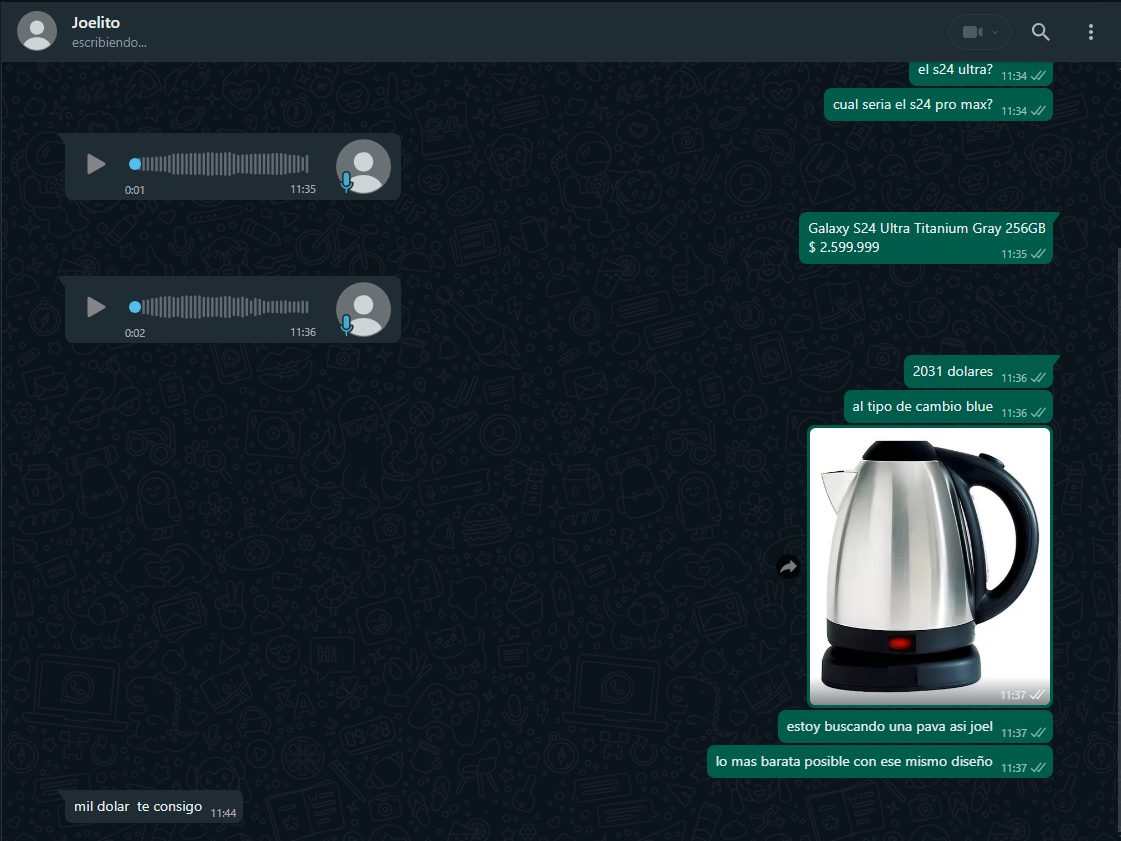 Joelito
escribiendo...
el s24 ultra? 11:34
cual seria el s24 pro max? 11:34
0:01 11:35
Galaxy S24 Ultra Titanium Gray 256GB
$ 2.599.999 11:35
0:02 11:36
2031 dolares 11:36
al tipo de cambio blue 11:36
11:37
estoy buscando una pava asi joel 11:37
lo mas barata posible con ese mismo diseño 11:37
mil dolar te consigo 11:44